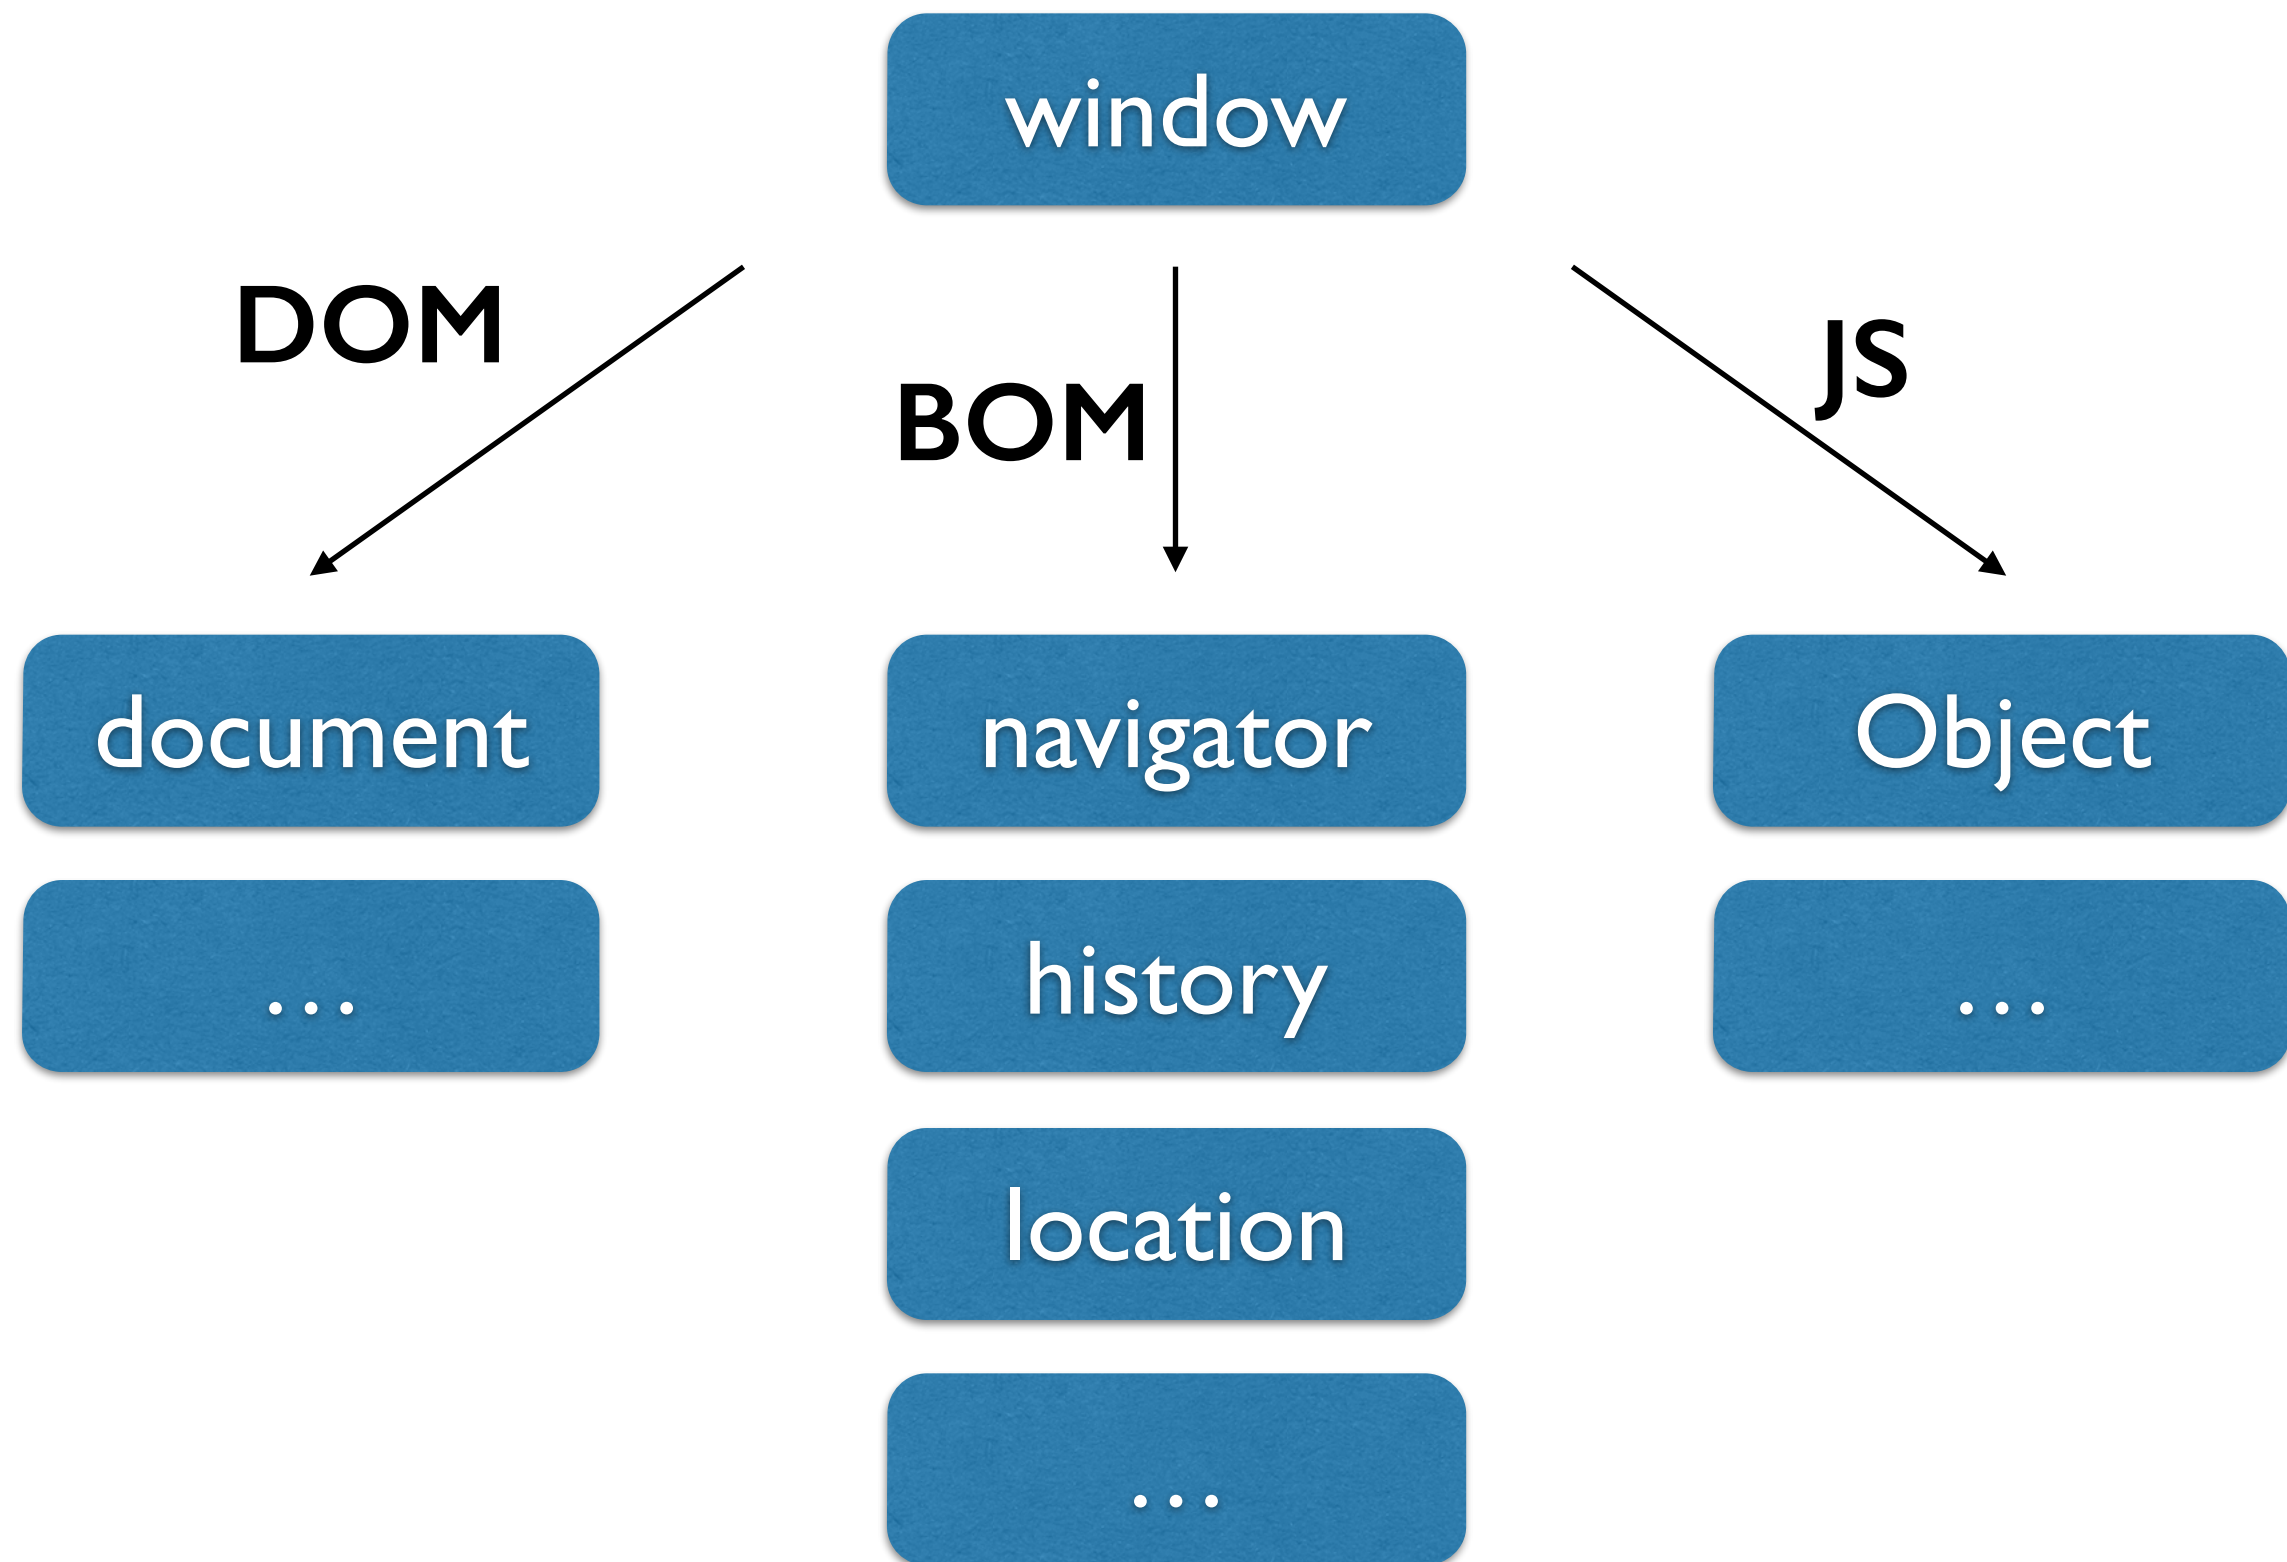 window
DOM
BOM
JS
document
navigator
Object
...
history
...
location
...